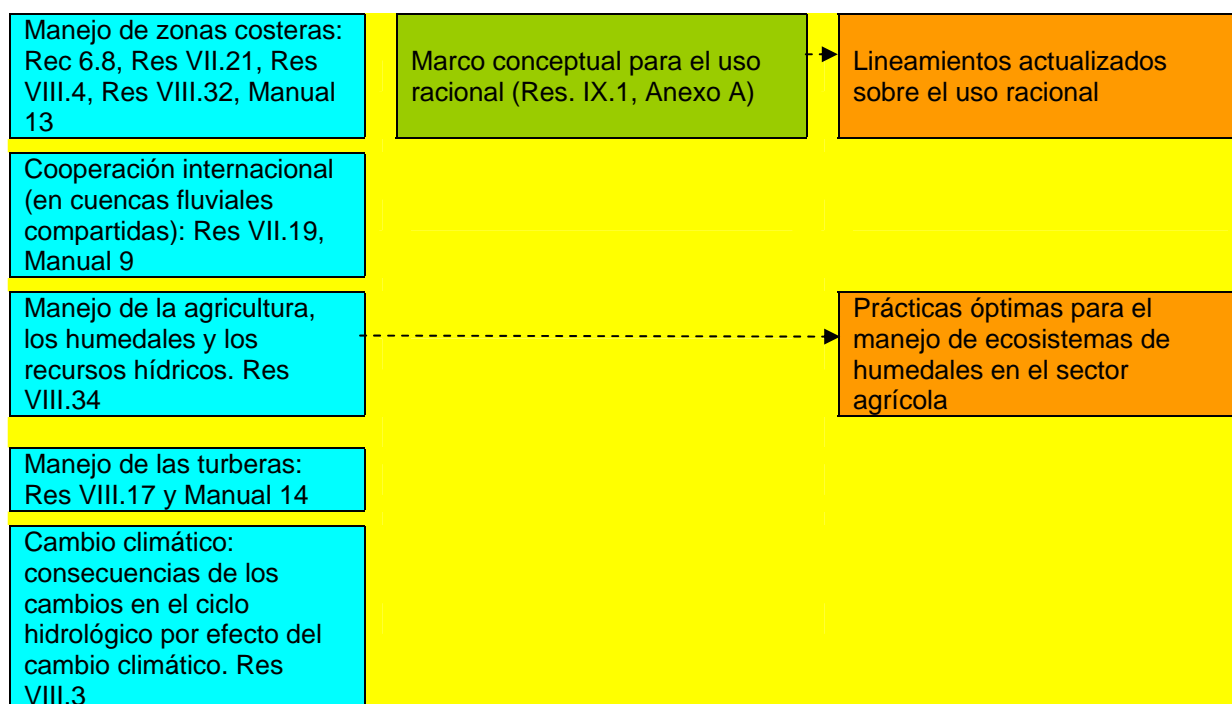 Manejo de zonas costeras:
Rec 6.8, Res VII.21, Res
VIII.4, Res VIII.32, Manual
13
Marco conceptual para el uso
racional (Res. IX.1, Anexo A)
Lineamientos actualizados
sobre el uso racional
Cooperación internacional
(en cuencas fluviales
compartidas): Res VII.19,
Manual 9
Manejo de la agricultura,
los humedales y los
recursos hídricos. Res
VIII.34
Prácticas óptimas para el
manejo de ecosistemas de
humedales en el sector
agrícola
Manejo de las turberas:
Res VIII.17 y Manual 14
Cambio climático:
consecuencias de los
cambios en el ciclo
hidrológico por efecto del
cambio climático. Res
VIII.3